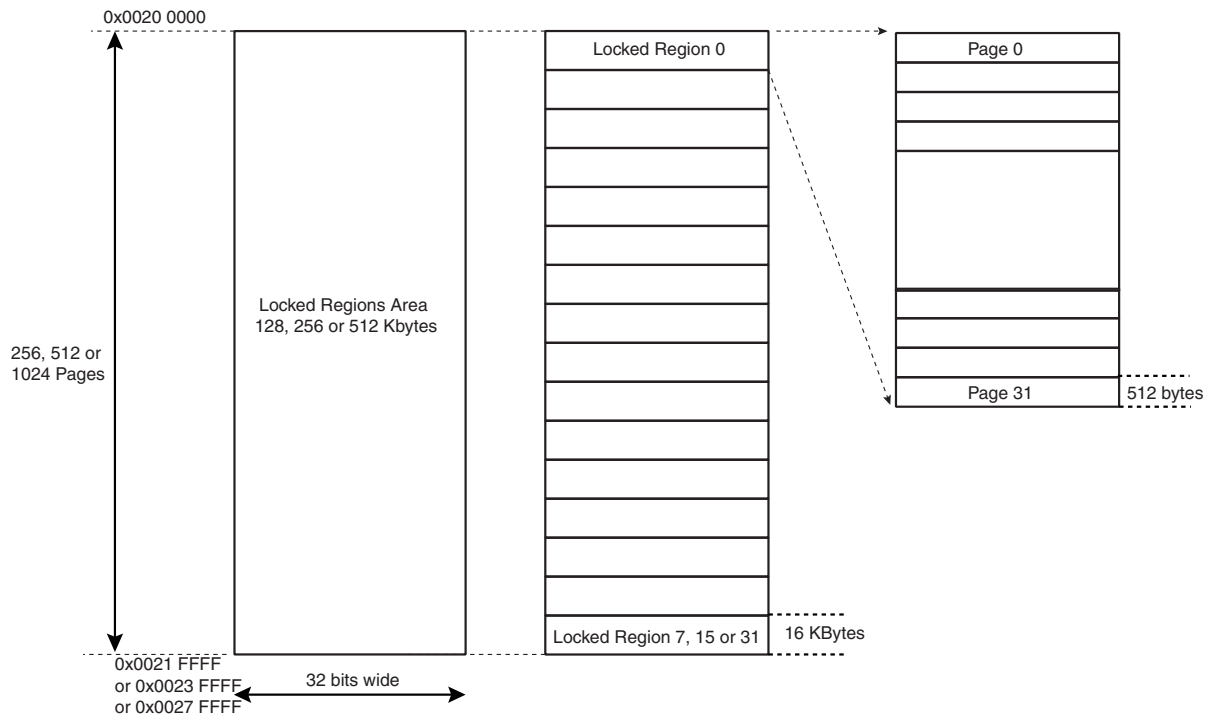 0x0020 0000
Locked Region 0
Page 0
Locked Regions Area
128, 256 or 512 Kbytes
256, 512 or
1024 Pages
Page 31
512 bytes
Locked Region 7, 15 or 31
16 KBytes
0x0021 FFFF
or 0x0023 FFFF
or 0x0027 FFFF
32 bits wide